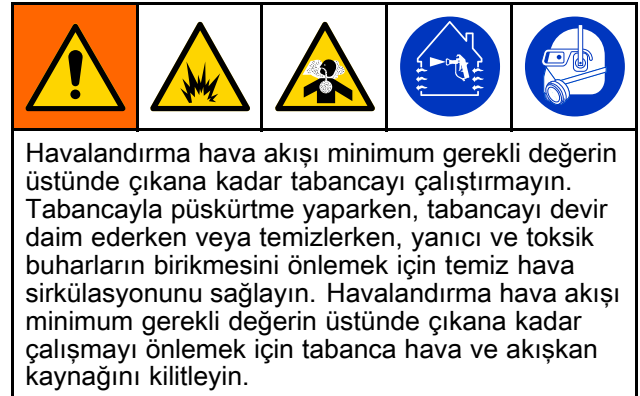 Havalandırma hava akışı minimum gerekli değerin
üstünde çıkana kadar tabancayı çalıştırmayın.
Tabancayla püskürtme yaparken, tabancayı devir
daim ederken veya temizlerken, yanıcı ve toksik
buharların birikmesini önlemek için temiz hava
sirkülasyonunu sağlayın. Havalandırma hava akışı
minimum gerekli değerin üstünde çıkana kadar
çalışmayı önlemek için tabanca hava ve akışkan
kaynağını kilitleyin.